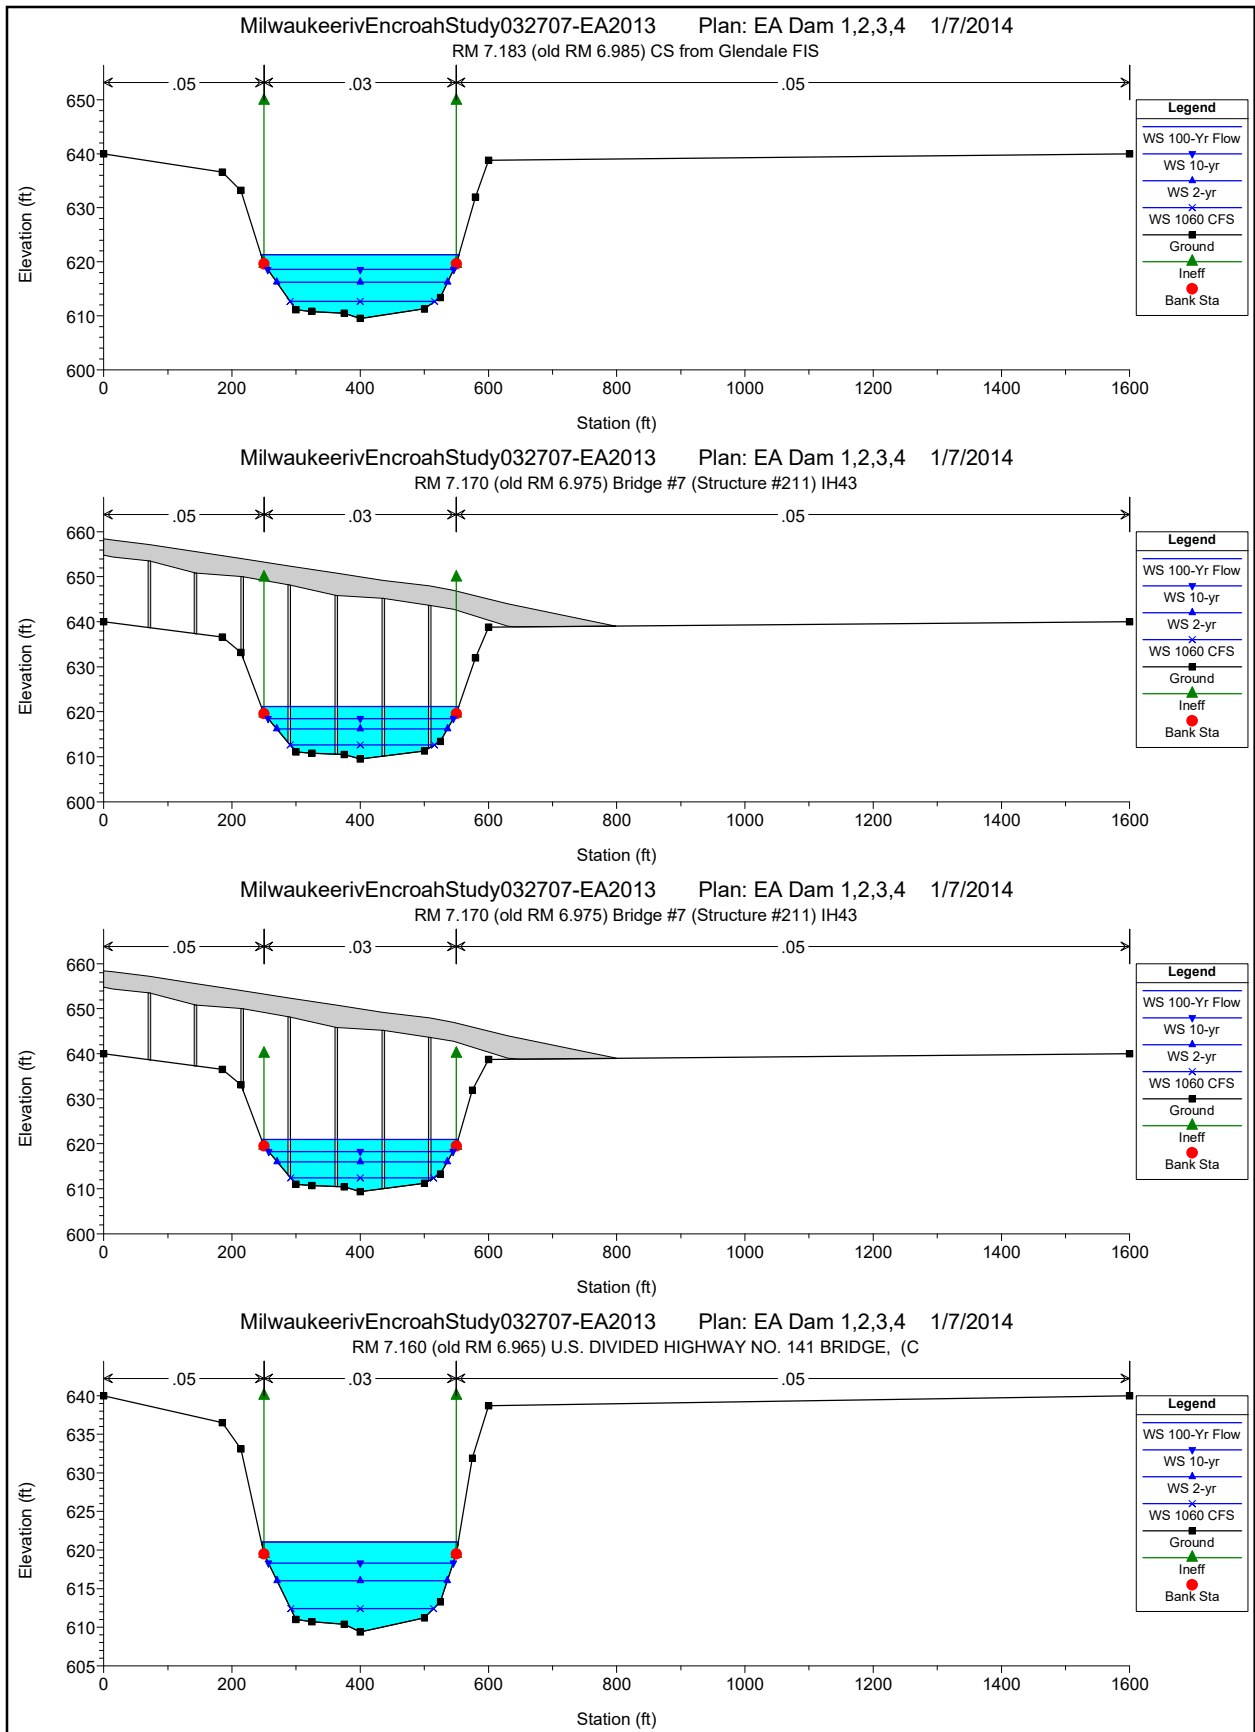 MilwaukeerivEncroahStudy032707-EA2013 Plan: EA Dam 1,2,3,4 1/7/2014
RM 7.183 (old RM 6.985) CS from Glendale FIS
.05 .03 .05
650
640
630
620
610
600
Elevation (ft)
0 200 400 600 800 1000 1200 1400 1600
Station (ft)
Legend
WS 100-Yr Flow
WS 10-yr
WS 2-yr
WS 1060 CFS
Ground
Ineff
Bank Sta
MilwaukeerivEncroahStudy032707-EA2013 Plan: EA Dam 1,2,3,4 1/7/2014
RM 7.170 (old RM 6.975) Bridge #7 (Structure #211) IH43
.05 .03 .05
660
650
640
630
620
610
600
Elevation (ft)
0 200 400 600 800 1000 1200 1400 1600
Station (ft)
Legend
WS 100-Yr Flow
WS 10-yr
WS 2-yr
WS 1060 CFS
Ground
Ineff
Bank Sta
MilwaukeerivEncroahStudy032707-EA2013 Plan: EA Dam 1,2,3,4 1/7/2014
RM 7.170 (old RM 6.975) Bridge #7 (Structure #211) IH43
.05 .03 .05
660
650
640
630
620
610
600
Elevation (ft)
0 200 400 600 800 1000 1200 1400 1600
Station (ft)
Legend
WS 100-Yr Flow
WS 10-yr
WS 2-yr
WS 1060 CFS
Ground
Ineff
Bank Sta
MilwaukeerivEncroahStudy032707-EA2013 Plan: EA Dam 1,2,3,4 1/7/2014
RM 7.160 (old RM 6.965) U.S. DIVIDED HIGHWAY NO. 141 BRIDGE, (C
.05 .03 .05
640
635
630
625
620
615
610
605
Elevation (ft)
0 200 400 600 800 1000 1200 1400 1600
Station (ft)
Legend
WS 100-Yr Flow
WS 10-yr
WS 2-yr
WS 1060 CFS
Ground
Ineff
Bank Sta